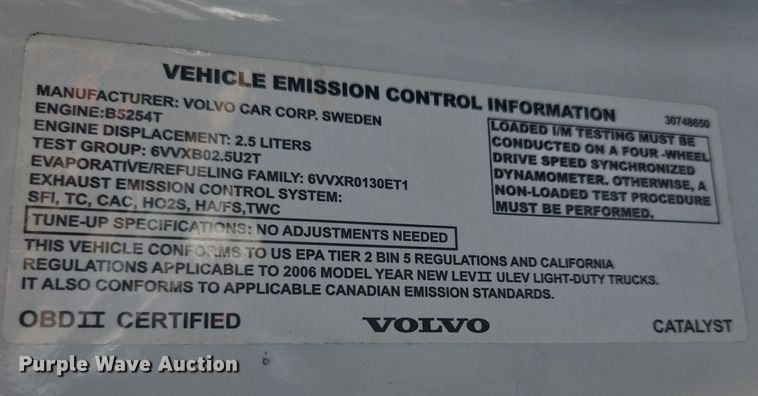 VEHICLE EMISSION CONTROL INFORMATION
MANUFACTURER: VOLVO CAR CORP. SWEDEN
ENGINE:B5254T
ENGINE DISPLACEMENT: 2.5 LITERS
TEST GROUP: 6VVXB02.5U2T
EVAPORATIVE/REFUELING FAMILY: 6VVXR0130ET1
EXHAUST EMISSION CONTROL SYSTEM:
SFI, TC, CAC, HO2S, HA/FS,TWC
30748650
LOADED I/M TESTING MUST BE
CONDUCTED ON A FOUR -WHEEL
DRIVE SPEED SYNCHRONIZED
DYNAMOMETER. OTHERWISE, A
NON-LOADED TEST PROCEDURE
MUST BE PERFORMED.
TUNE-UP SPECIFICATIONS: NO ADJUSTMENTS NEEDED
THIS VEHICLE CONFORMS TO US EPA TIER 2 BIN 5 REGULATIONS AND CALIFORNIA
REGULATIONS APPLICABLE TO 2006 MODEL YEAR NEW LEVII ULEV LIGHT-DUTY TRUCKS.
IT ALSO CONFORMS TO APPLICABLE CANADIAN EMISSION STANDARDS.
OBDII CERTIFIED
VOLVO
CATALYST
Purple Wave Auction